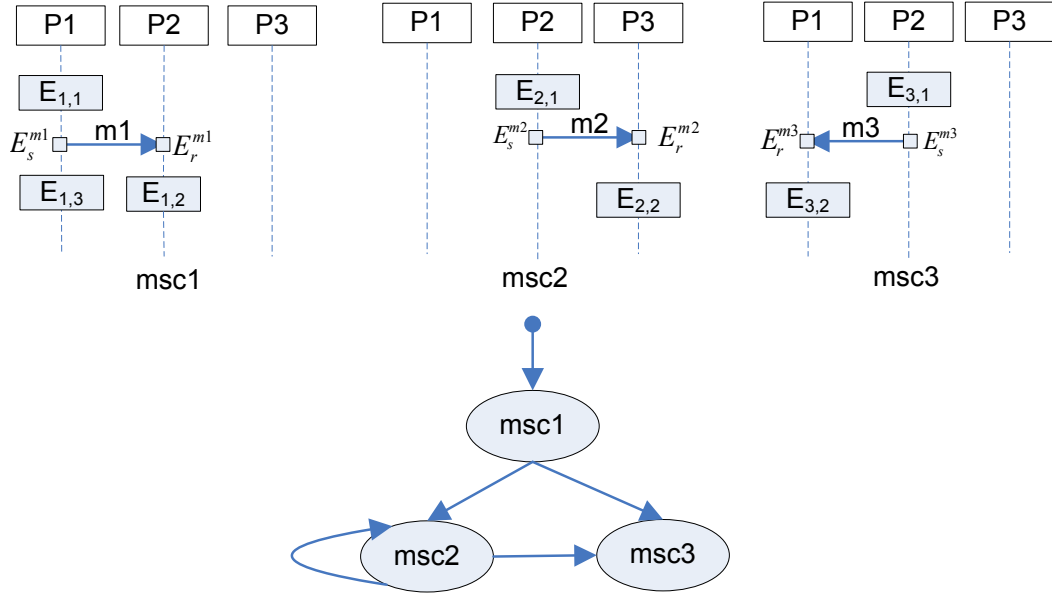 P1 P2 P3 P1 P2 P3 P1 P2 P3
E1,1 E2,1 E3,1
E_s^{m1} m1 E_r^{m1} E_s^{m2} m2 E_r^{m2} E_r^{m3} m3 E_s^{m3}
E1,3 E1,2 E2,2 E3,2
msc1 msc2 msc3
msc1
msc2 msc3